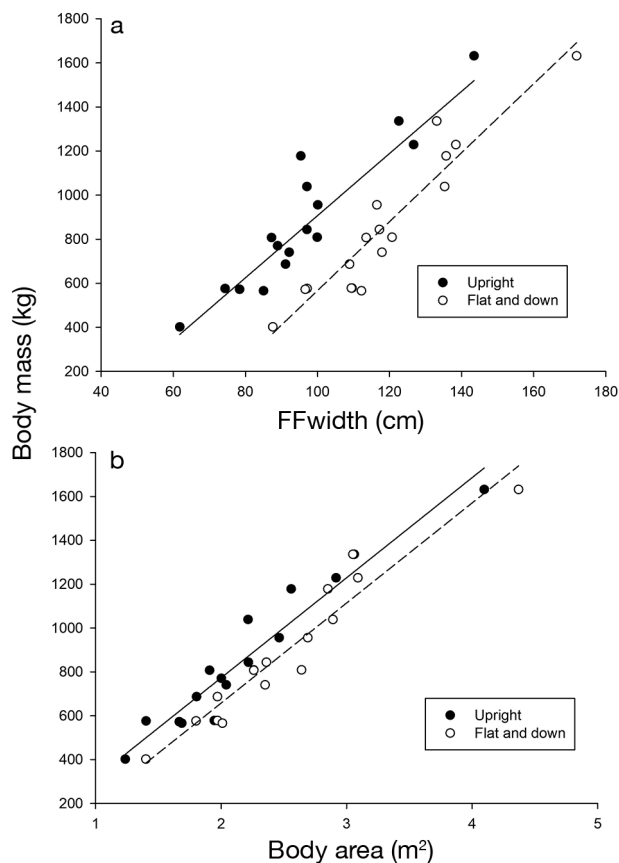 a
1800
1600
1400
1200
1000
800
600
400
200
40 60 80 100 120 140 160 180
FFwidth (cm)
Upright
Flat and down
Body mass (kg)
b
1800
1600
1400
1200
1000
800
600
400
200
1 2 3 4 5
Body area (m²)
Upright
Flat and down